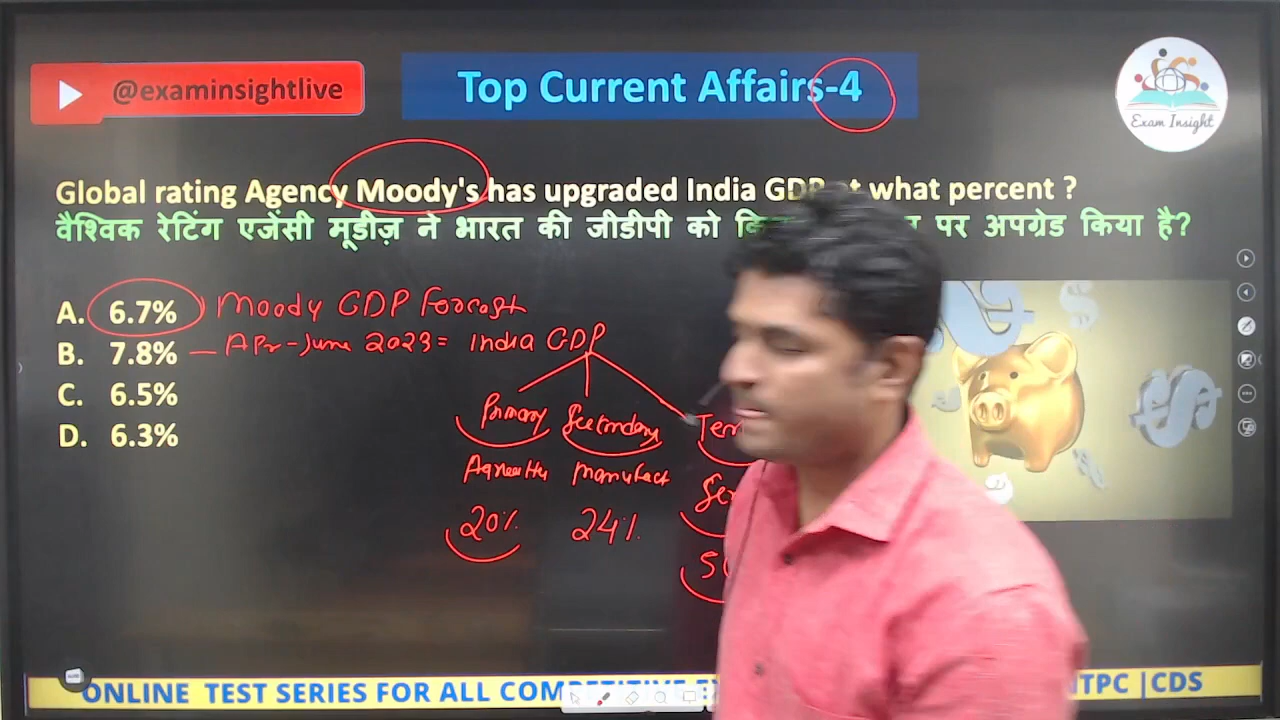 @examinsightlive
Top Current Affairs-4
Exam Insight
Global rating Agency Moody's has upgraded India GDP at what percent ?
वैश्विक रेटिंग एजेंसी मूडीज़ ने भारत की जीडीपी को पर अपग्रेड किया है?
A. 6.7% Moody GDP Forcast
B. 7.8% — Apr-June 2023 = India GDP
C. 6.5%
D. 6.3%
Primary Secondary
manufact
20% 24%
ONLINE TEST SERIES FOR ALL NTPC |CDS